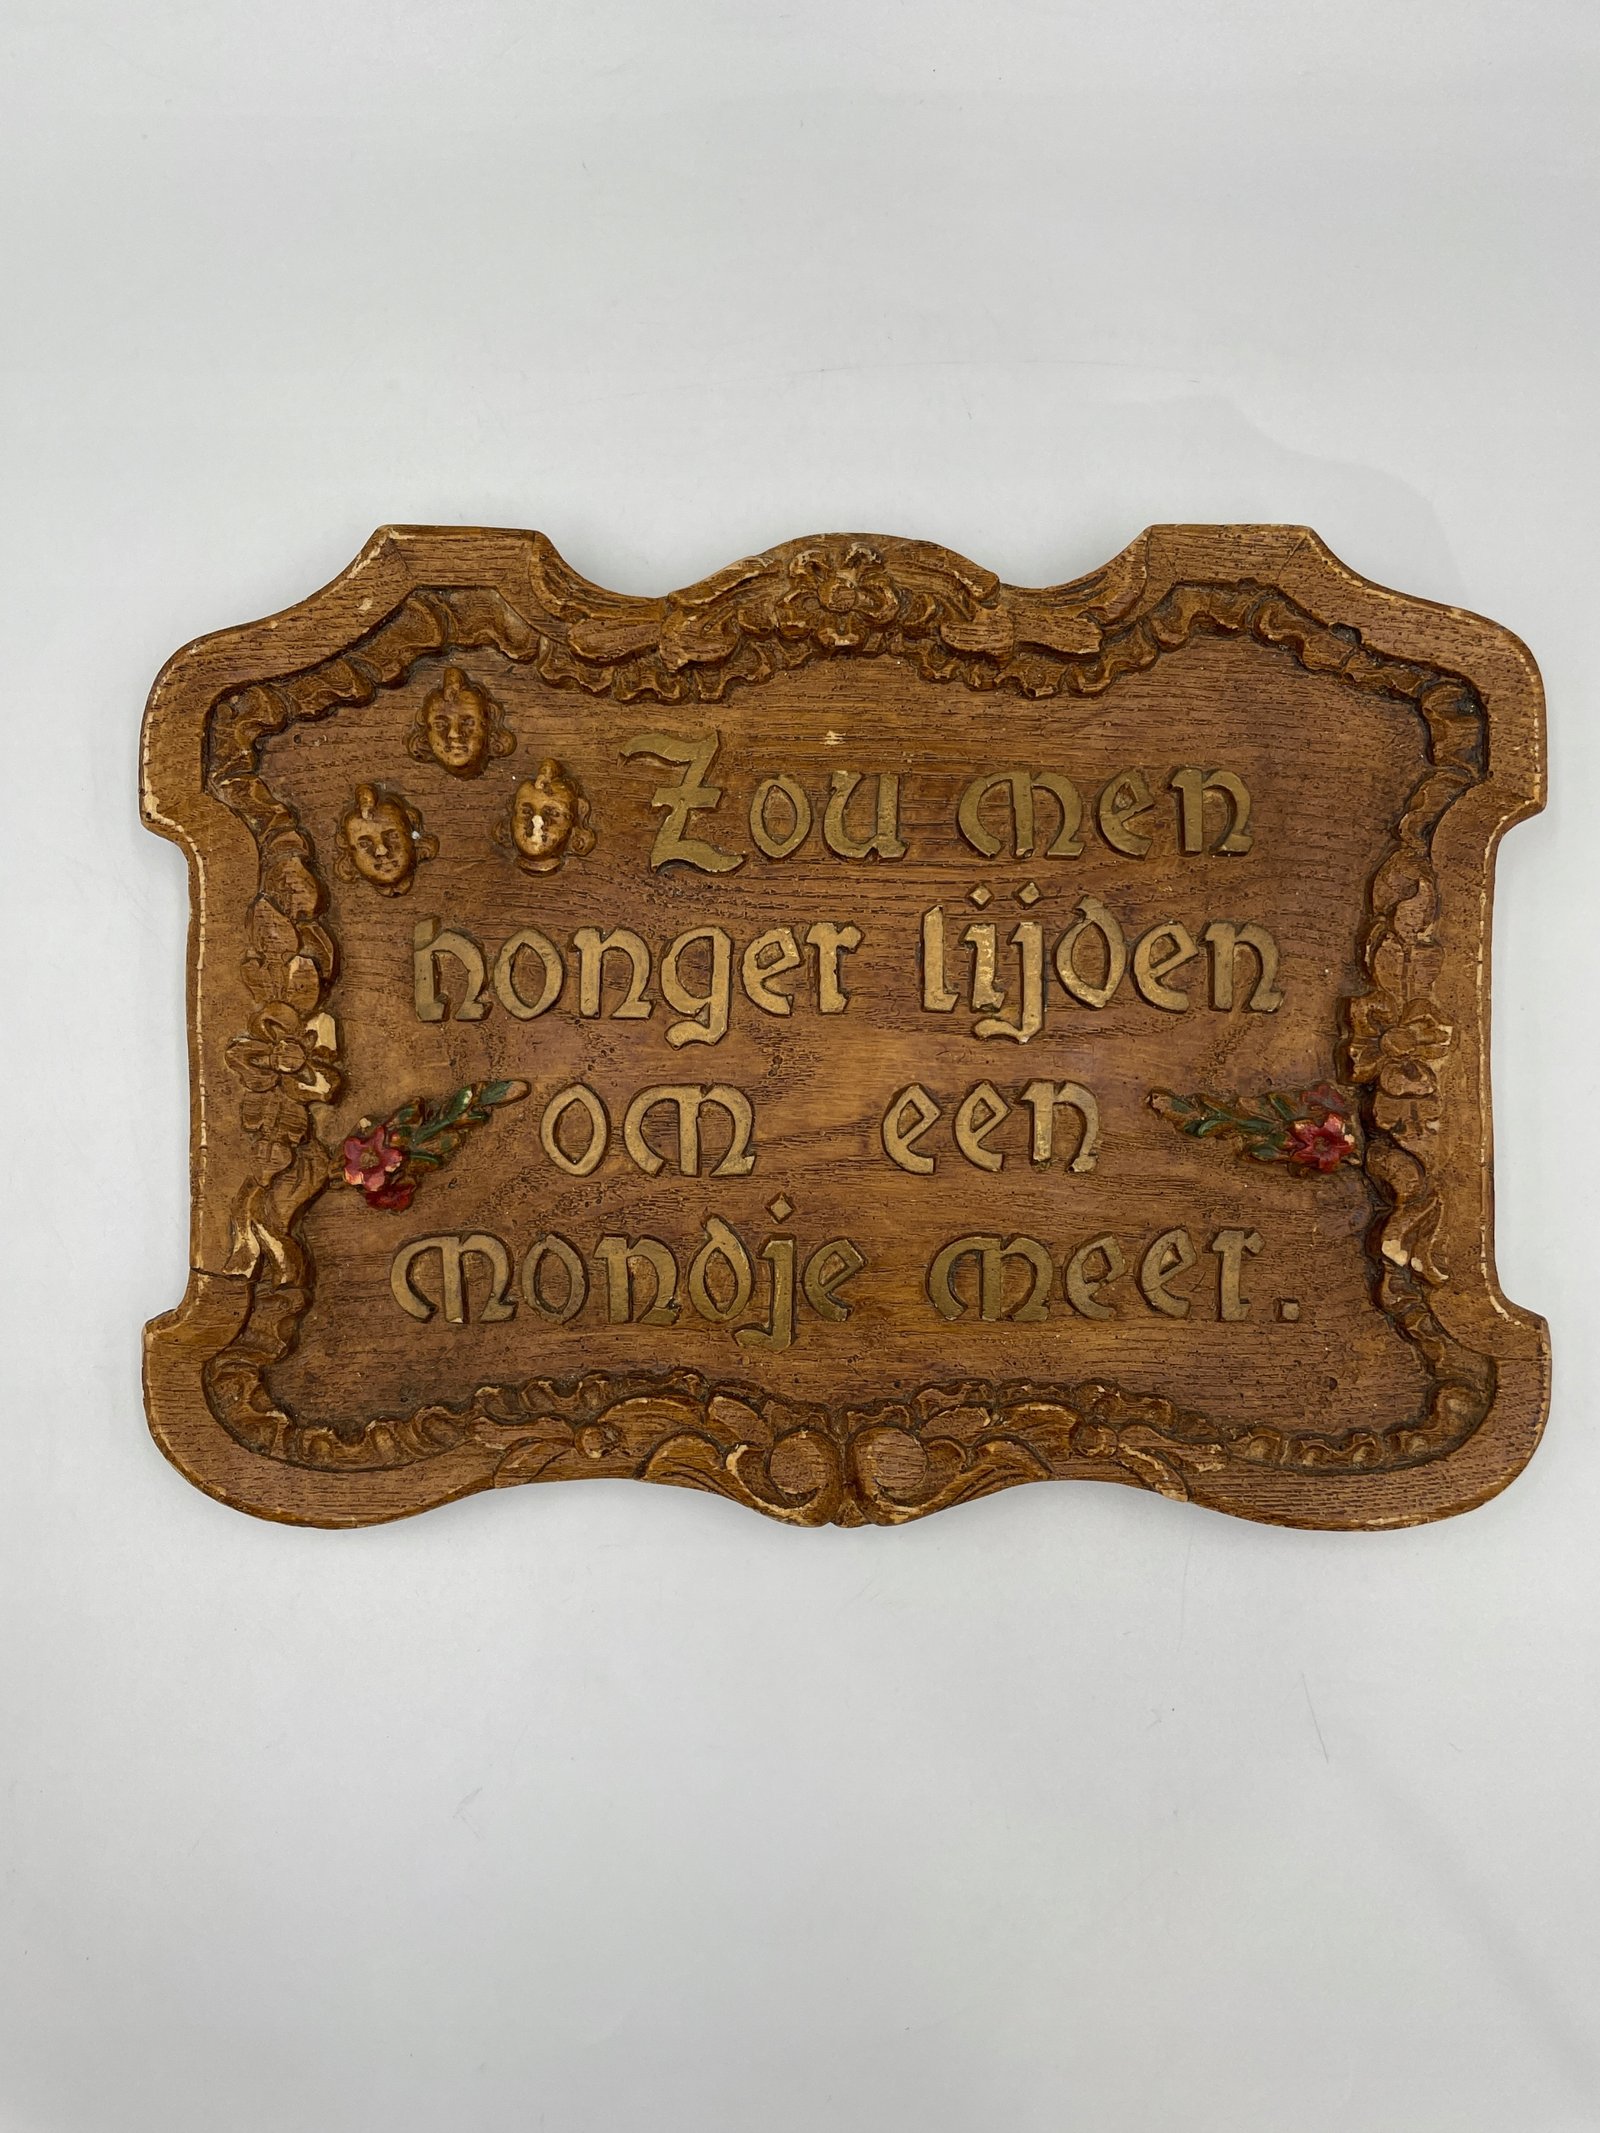 Zou men
honger lijden
om een
mondje meer.